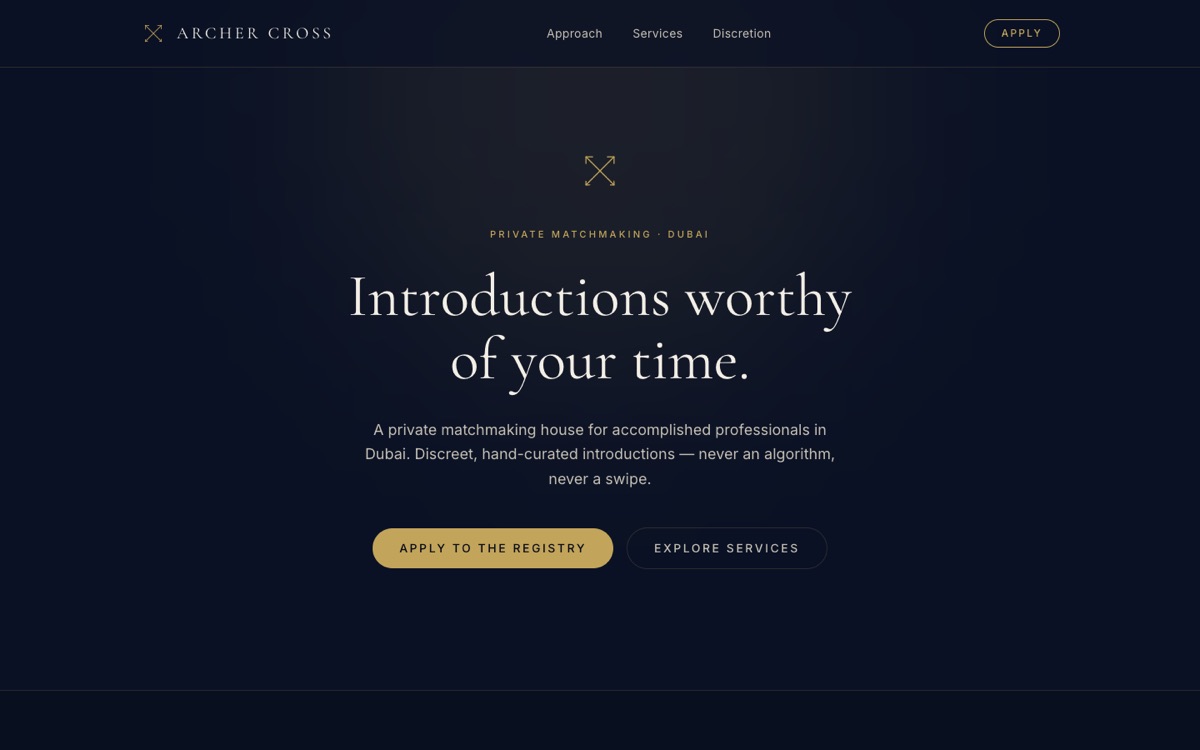 ARCHER CROSS
Approach
Services
Discretion
APPLY
PRIVATE MATCHMAKING · DUBAI
Introductions worthy
of your time.
A private matchmaking house for accomplished professionals in
Dubai. Discreet, hand-curated introductions — never an algorithm,
never a swipe.
APPLY TO THE REGISTRY
EXPLORE SERVICES